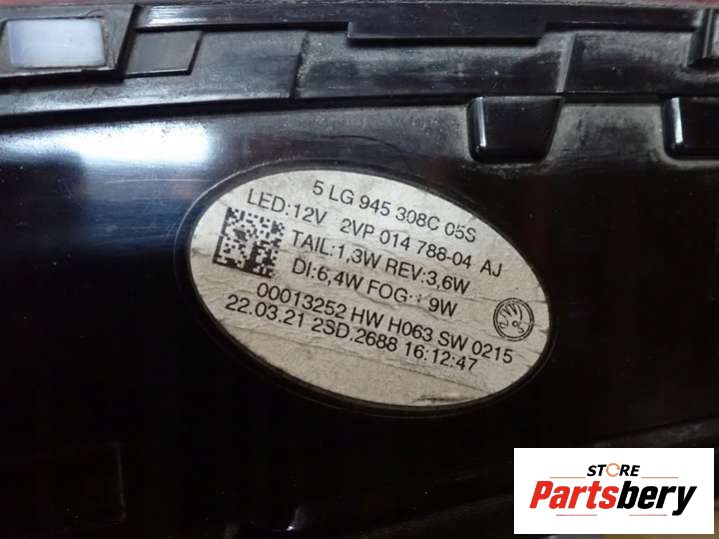 5 LG 945 308C 05S
LED:12V 2VP 014 788-04 AJ
TAIL:1,3W REV:3,6W
DI:6,4W FOG: 9W
00013252 HW H063 SW 0215
22.03.21 2SD.2688 16:12:47
STORE
Partsbery